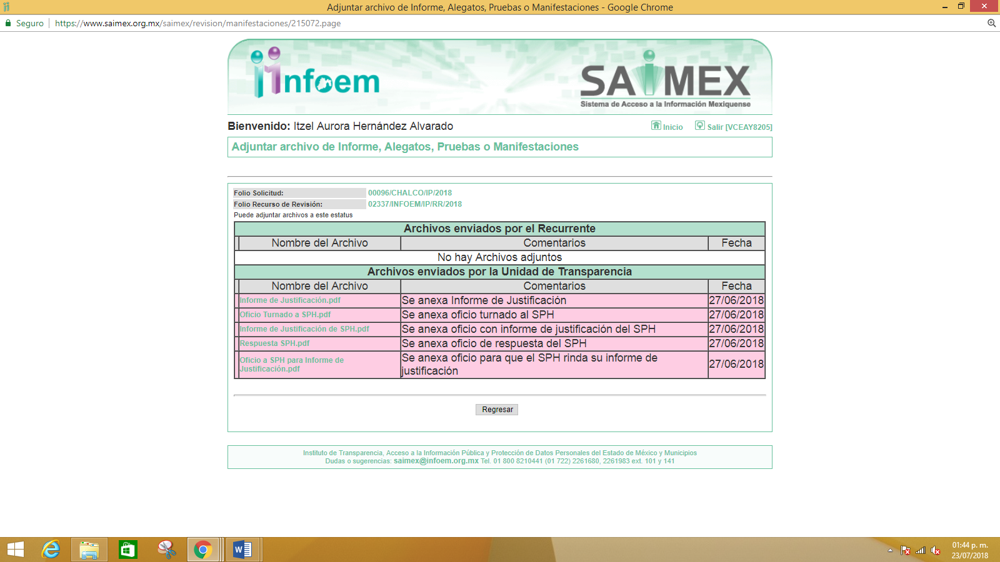 Adjuntar archivo de Informe, Alegatos, Pruebas o Manifestaciones - Google Chrome
Seguro https://www.saimex.org.mx/saimex/revision/manifestaciones/215072.page
infoem
SAIMEX
Sistema de Acceso a la Información Mexiquense
Bienvenido: Itzel Aurora Hernández Alvarado Inicio Salir [VCEAY8205]
Adjuntar archivo de Informe, Alegatos, Pruebas o Manifestaciones
Folio Solicitud: 00096/CHALCO/IP/2018
Folio Recurso de Revisión: 02337/INFOEM/IP/RR/2018
Puede adjuntar archivos a este estatus
Archivos enviados por el Recurrente
Nombre del Archivo Comentarios Fecha
No hay Archivos adjuntos
Archivos enviados por la Unidad de Transparencia
Nombre del Archivo Comentarios Fecha
Informe de Justificación.pdf Se anexa Informe de Justificación 27/06/2018
Oficio Turnado a SPH.pdf Se anexa oficio turnado al SPH 27/06/2018
Informe de Justificación de SPH.pdf Se anexa oficio con informe de justificación del SPH 27/06/2018
Respuesta SPH.pdf Se anexa oficio de respuesta del SPH 27/06/2018
Oficio a SPH para Informe de
Justificación.pdf
Se anexa oficio para que el SPH rinda su informe de
justificación
27/06/2018
Regresar
Instituto de Transparencia, Acceso a la Información Pública y Protección de Datos Personales del Estado de México y Municipios
Dudas o sugerencias: saimex@infoem.org.mx Tel. 01 800 8210441 (01 722) 2261680, 2261983 ext. 101 y 141
01:44 p. m.
23/07/2018